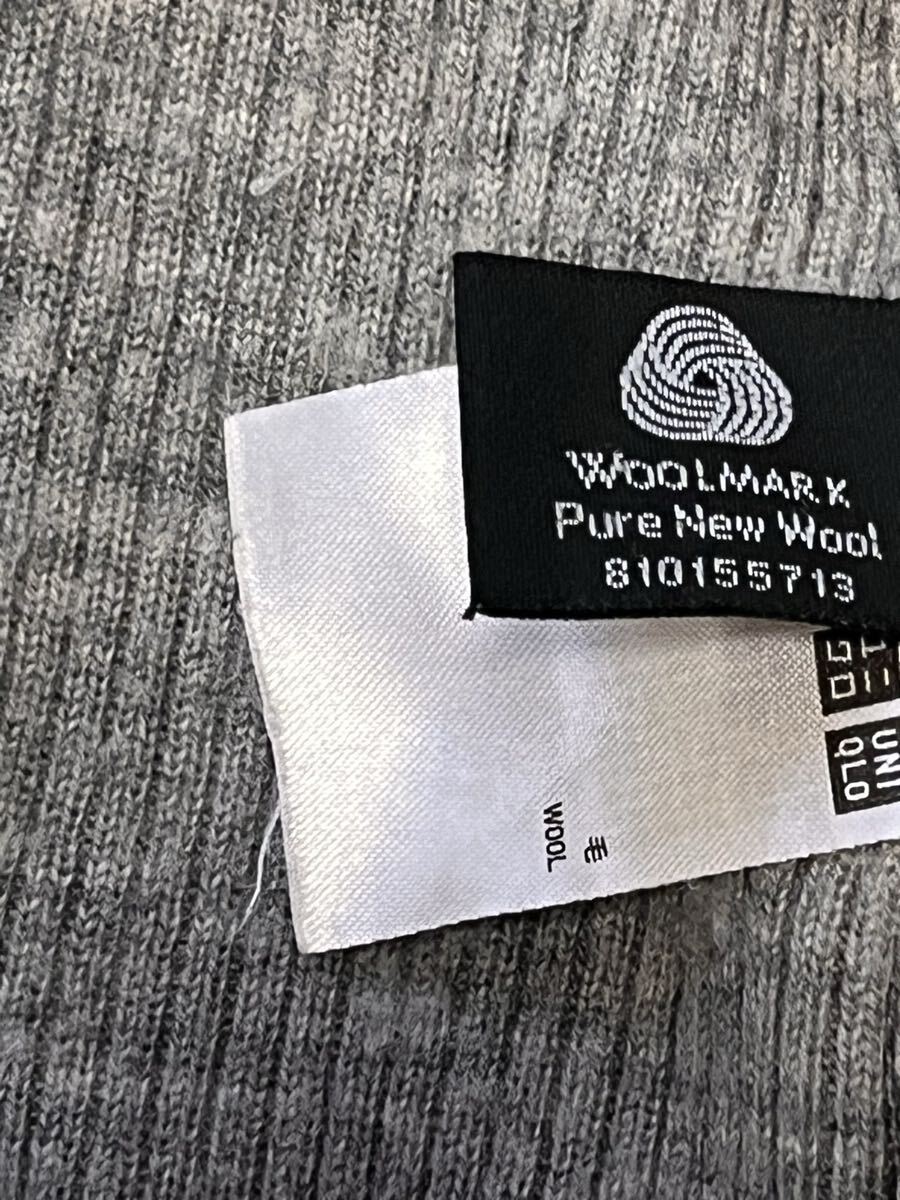 WOOLMARK
Pure New Wool
810155713
UNI
QLO
毛
WOOL